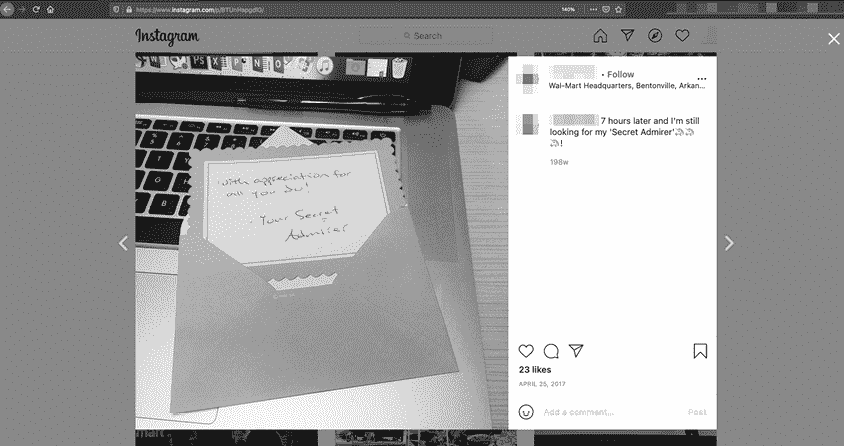 https://www.instagram.com/p/BTUnHepgdIG/
140%
Instagram
Search
• Follow
Wal-Mart Headquarters, Bentonville, Arkan...
7 hours later and I'm still
looking for my 'Secret Admirer'
!
198w
With appreciation for
all you do!
- Your Secret
Admirer
23 likes
APRIL 25, 2017
Add a comment...
Post